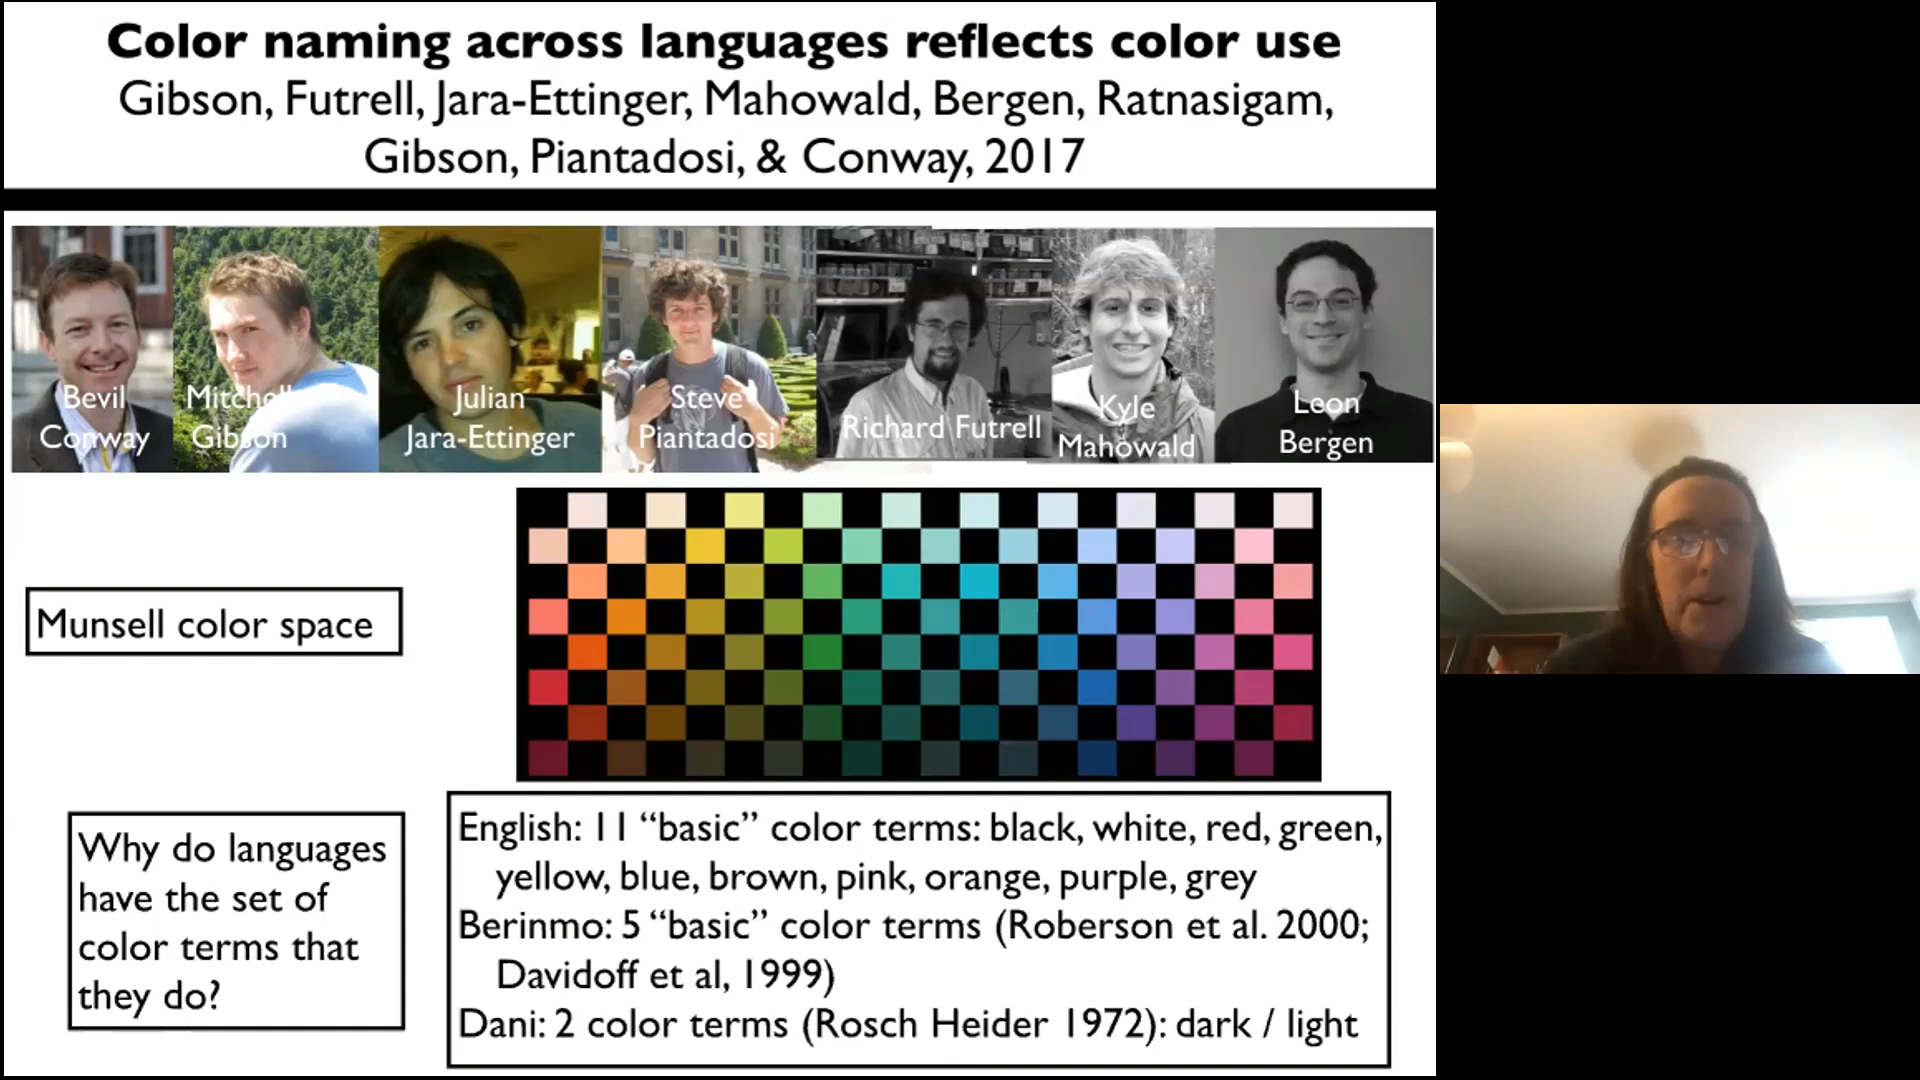 Color naming across languages reflects color use
Gibson, Futrell, Jara-Ettinger, Mahowald, Bergen, Ratnasigam,
Gibson, Piantadosi, & Conway, 2017
Bevil
Conway
Mitchell
Gibson
Julian
Jara-Ettinger
Steve
Piantadosi
Richard Futrell
Kyle
Mahowald
Leon
Bergen
Munsell color space
Why do languages
have the set of
color terms that
they do?
English: 11 “basic” color terms: black, white, red, green,
yellow, blue, brown, pink, orange, purple, grey
Berinmo: 5 “basic” color terms (Roberson et al. 2000;
Davidoff et al, 1999)
Dani: 2 color terms (Rosch Heider 1972): dark / light